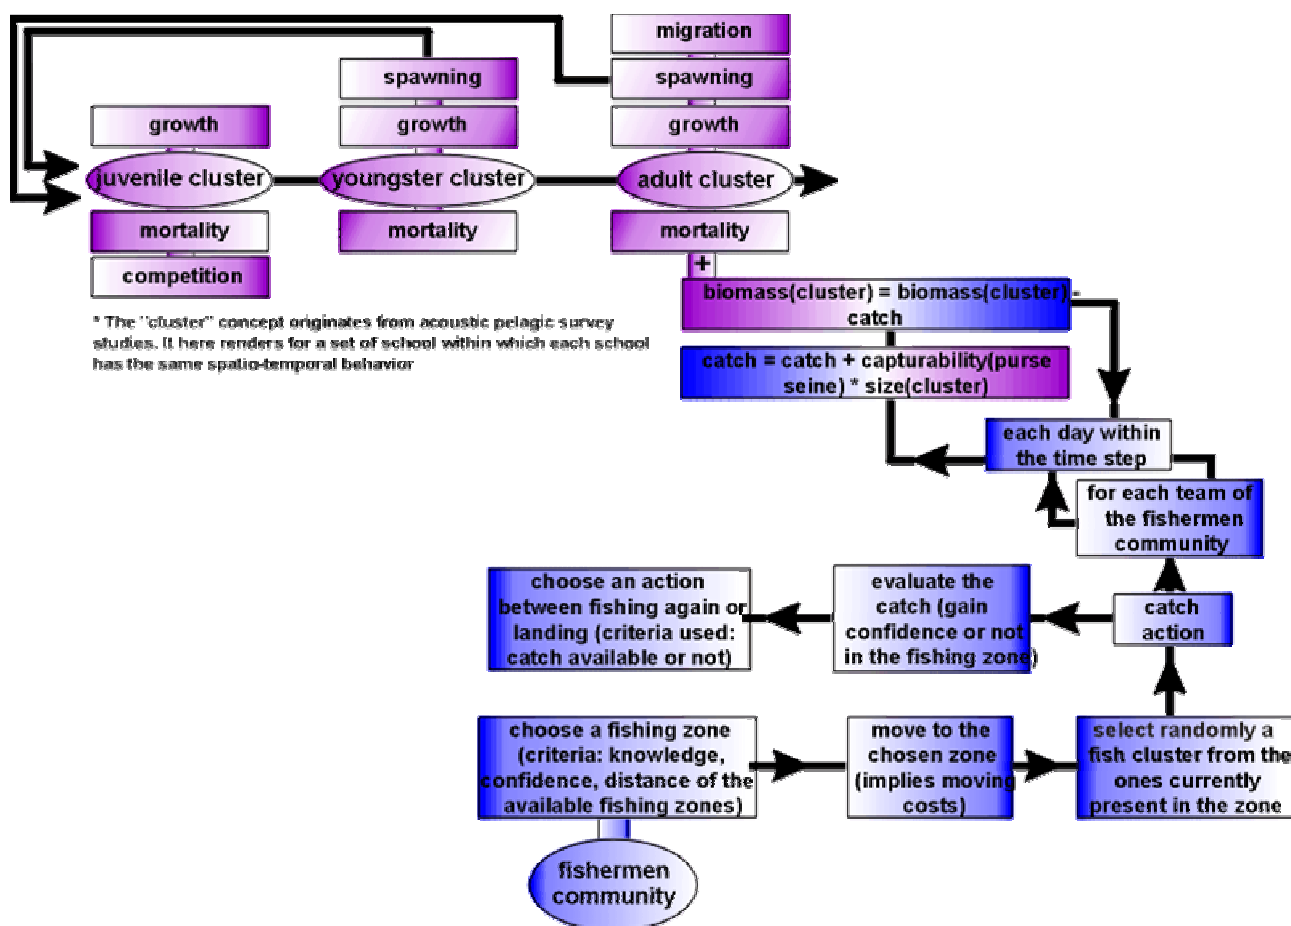 migration
spawning
spawning
growth
growth
growth
juvenile cluster
youngster cluster
adult cluster
mortality
mortality
mortality
competition
+
biomass(cluster) = biomass(cluster) -
catch
* The "cluster" concept originates from acoustic pelagic survey
studies. It here renders for a set of school within which each school
has the same spatio-temporal behavior
catch = catch + capturability(purse
seine) * size(cluster)
each day within
the time step
for each team of
the fishermen
community
choose an action
between fishing again or
landing (criteria used:
catch available or not)
evaluate the
catch (gain
confidence or not
in the fishing zone)
catch
action
choose a fishing zone
(criteria: knowledge,
confidence, distance of the
available fishing zones)
move to the
chosen zone
(implies moving
costs)
select randomly a
fish cluster from the
ones currently
present in the zone
fishermen
community